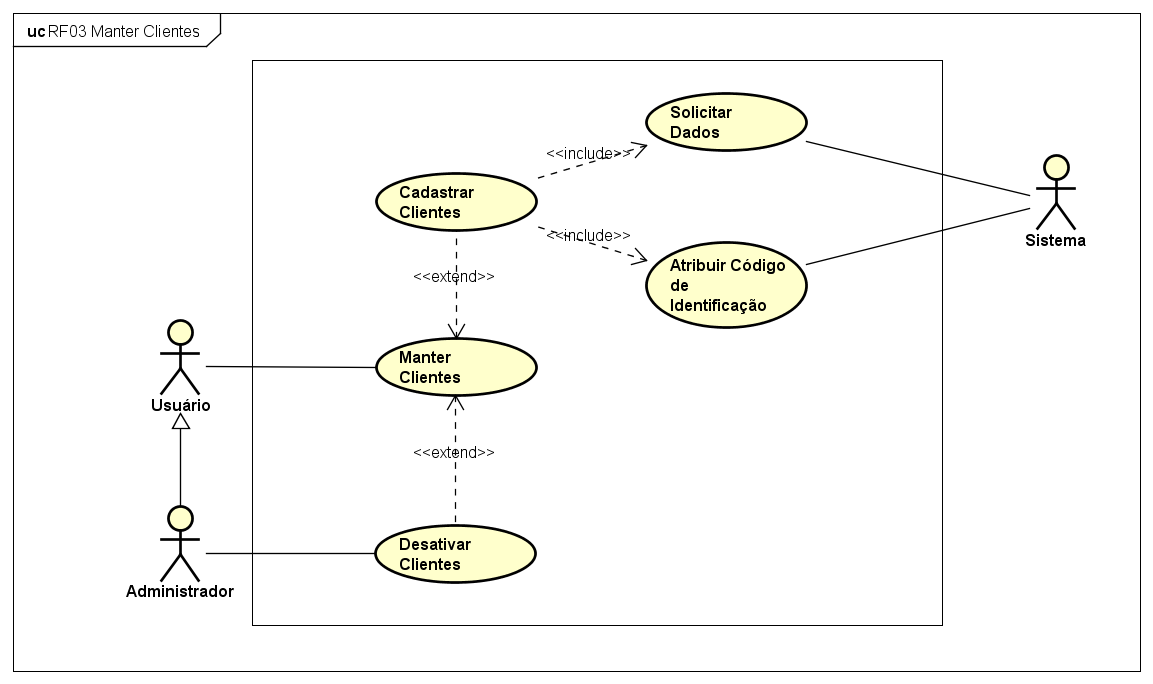 uc RF03 Manter Clientes
Solicitar
Dados
<<include>>
Cadastrar
Clientes
<<include>>
Sistema
Atribuir Código
de
Identificação
<<extend>>
Manter
Clientes
Usuário
<<extend>>
Desativar
Clientes
Administrador